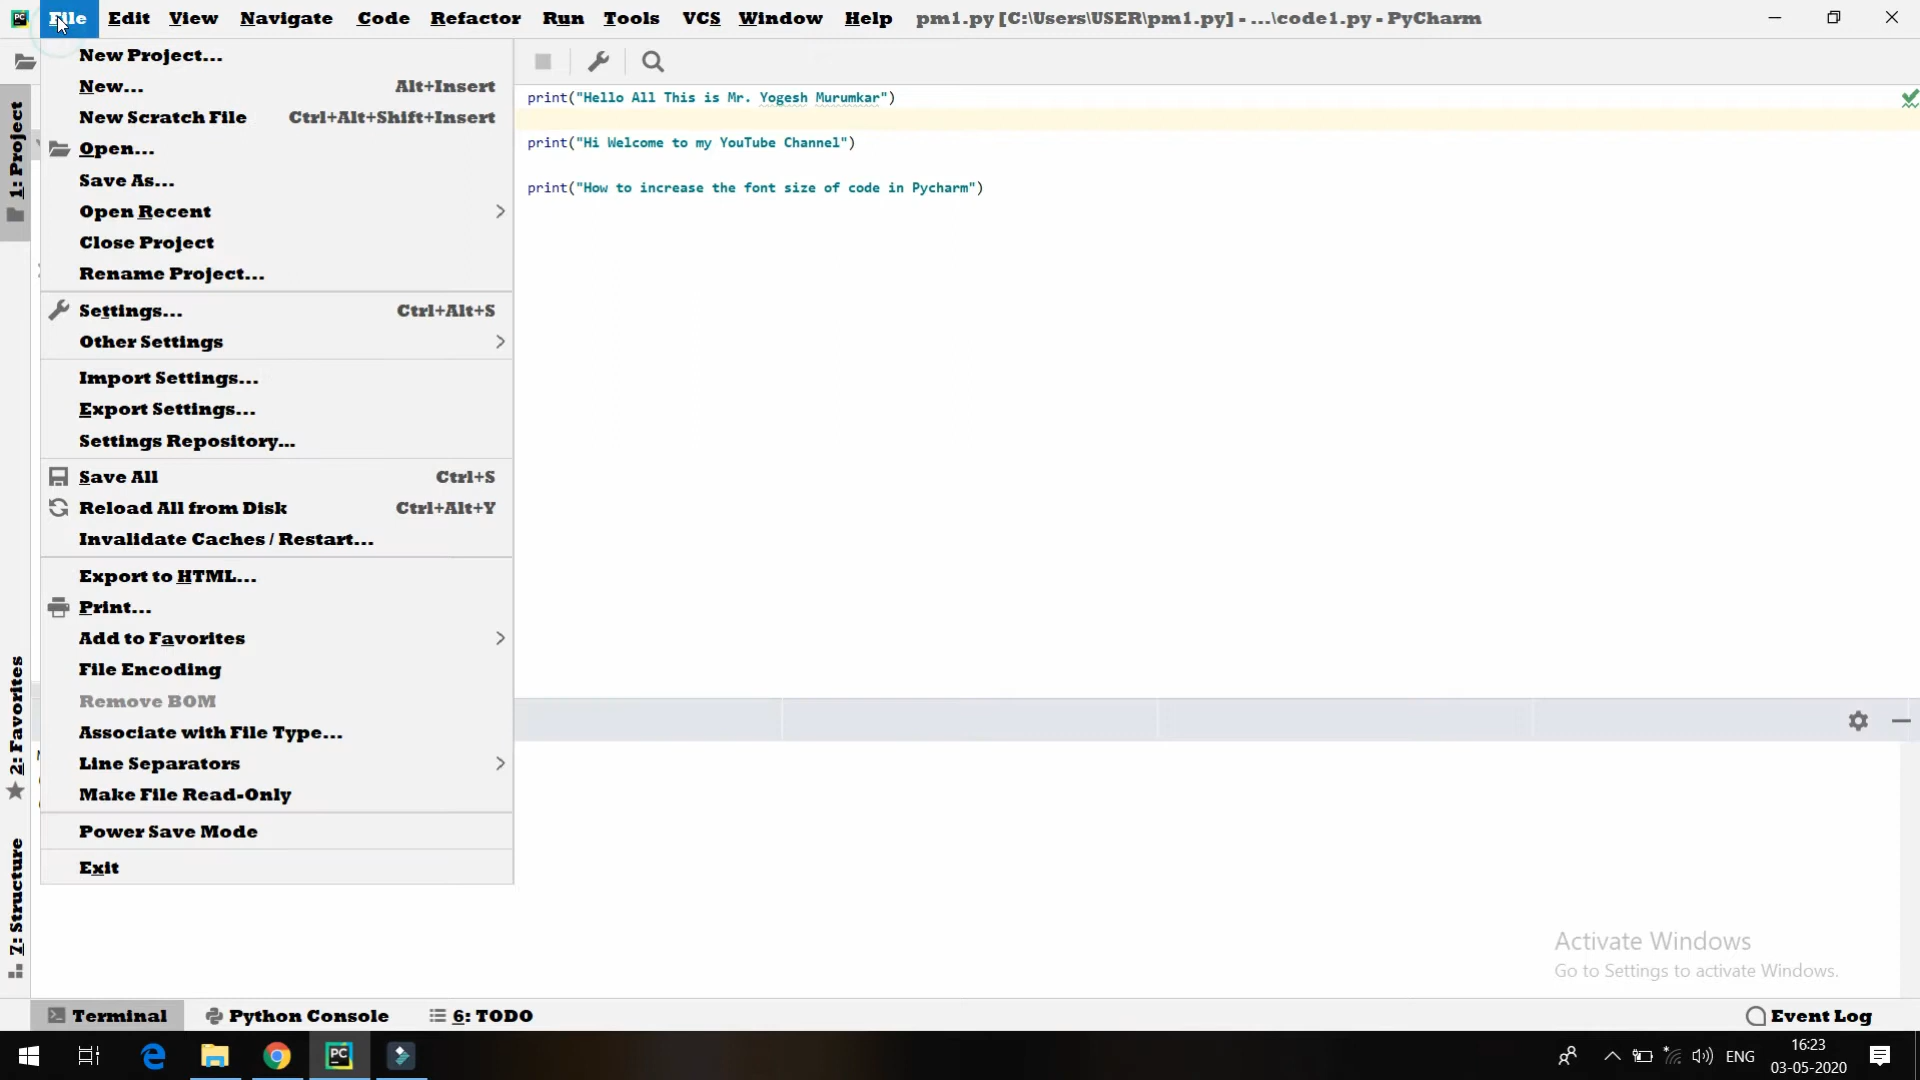 PC File Edit View Navigate Code Refactor Run Tools VCS Window Help pm1.py [C:\Users\USER\pm1.py] - ...\code1.py - PyCharm
New Project...
New... Alt+Insert
New Scratch File Ctrl+Alt+Shift+Insert
Open...
Save As...
Open Recent
Close Project
Rename Project...
Settings... Ctrl+Alt+S
Other Settings
Import Settings...
Export Settings...
Settings Repository...
Save All Ctrl+S
Reload All from Disk Ctrl+Alt+Y
Invalidate Caches / Restart...
Export to HTML...
Print...
Add to Favorites
File Encoding
Remove BOM
Associate with File Type...
Line Separators
Make File Read-Only
Power Save Mode
Exit
1: Project
2: Favorites
7: Structure
print("Hello All This is Mr. Yogesh Murumkar")
print("Hi Welcome to my YouTube Channel")
print("How to increase the font size of code in Pycharm")
Activate Windows
Go to Settings to activate Windows.
Terminal Python Console 6: TODO Event Log
PC ENG 16:23
03-05-2020